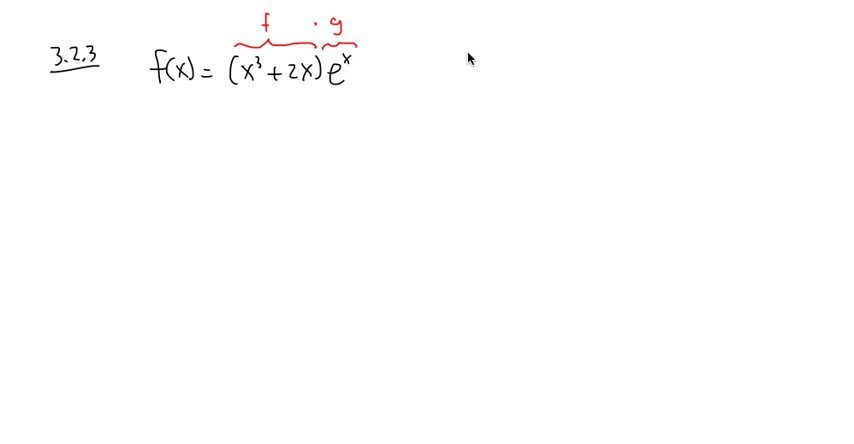 f · g
3.2.3 f(x) = (x³ + 2x) eˣ